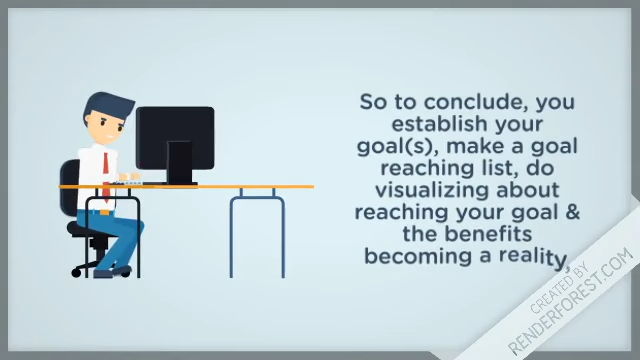 So to conclude, you
establish your
goal(s), make a goal
reaching list, do
visualizing about
reaching your goal &
the benefits
becoming a reality,
CREATED BY
RENDERFOREST.COM